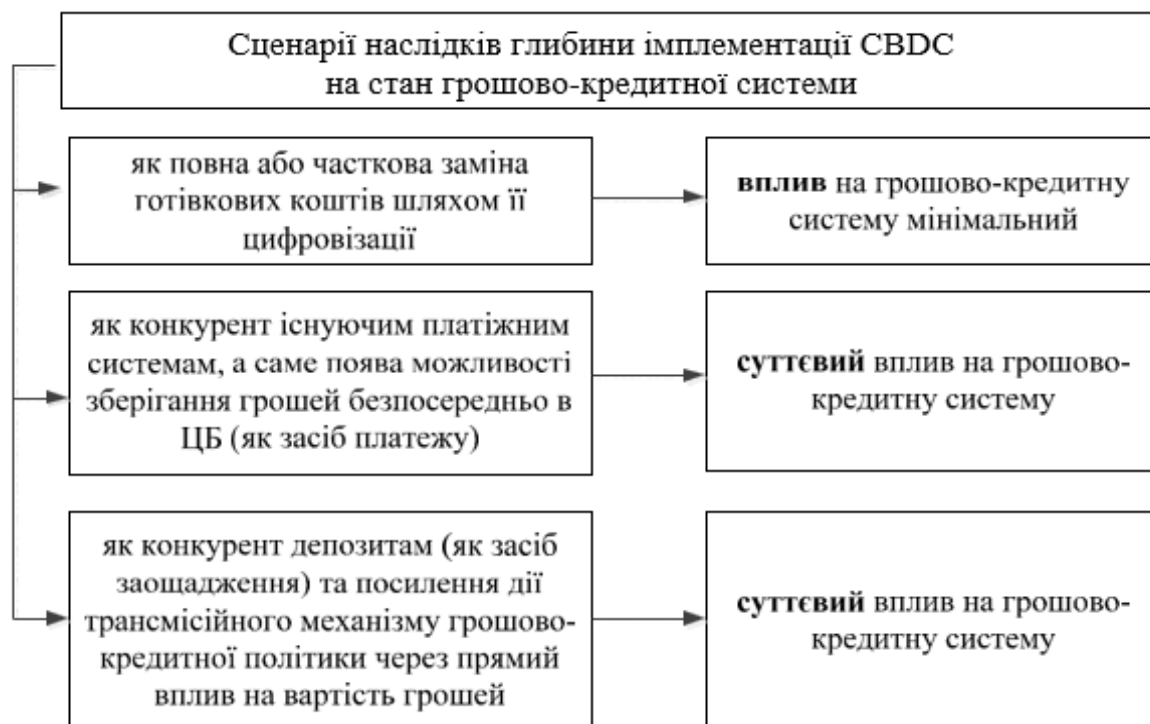 Сценарії наслідків глибини імплементації CBDC
на стан грошово-кредитної системи
як повна або часткова заміна
готівкових коштів шляхом її
цифровізації
вплив на грошово-кредитну
систему мінімальний
як конкурент існуючим платіжним
системам, а саме поява можливості
зберігання грошей безпосередньо в
ЦБ (як засіб платежу)
суттєвий вплив на грошово-
кредитну систему
як конкурент депозитам (як засіб
заощадження) та посилення дії
трансмісійного механізму грошово-
кредитної політики через прямий
вплив на вартість грошей
суттєвий вплив на грошово-
кредитну систему